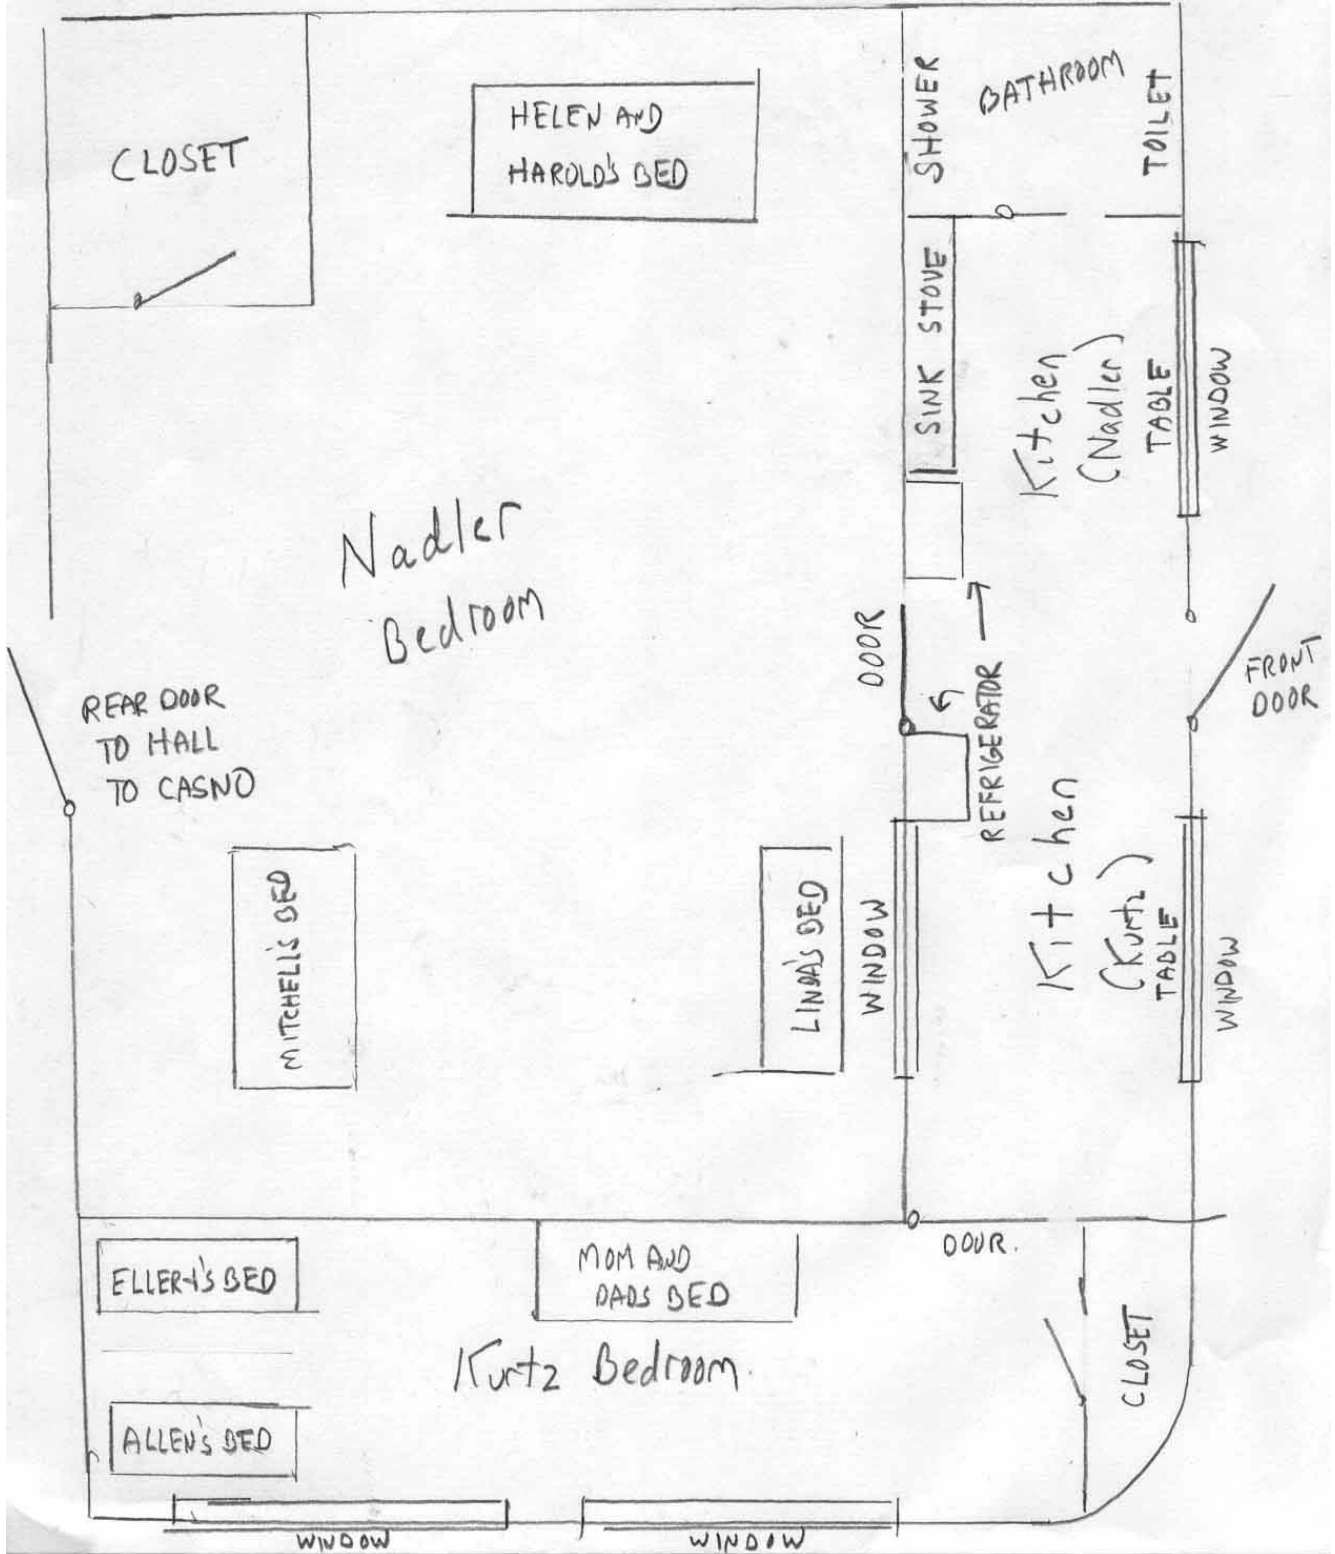 CLOSET
HELEN AND
HAROLD'S BED
SHOWER
BATHROOM
TOILET
SINK STOVE
Kitchen
(Nadler)
TABLE
WINDOW
Nadler
Bedroom
DOOR
REFRIGERATOR
FRONT
DOOR
REAR DOOR
TO HALL
TO CASNO
MITCHELL'S BED
LINDA'S BED
WINDOW
Kitchen
(Kurtz)
TABLE
WINDOW
DOOR.
MOM AND
DADS BED
BED
Kurtz Bedroom.
CLOSET
ALLEN'S BED
WINDOW
WINDOW